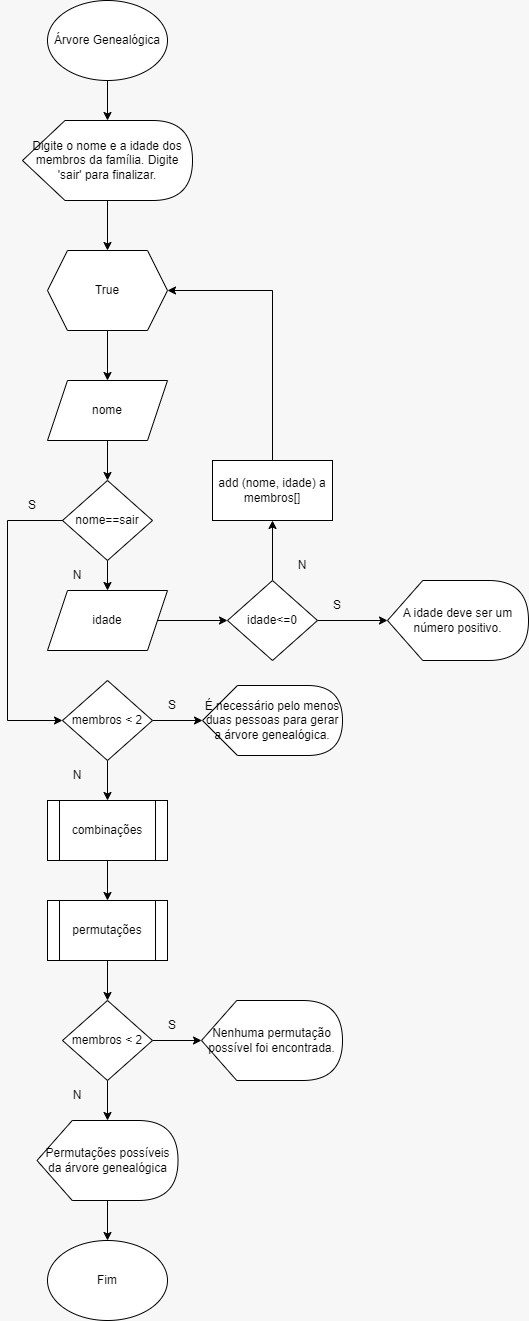 Árvore Genealógica
Digite o nome e a idade dos
membros da família. Digite
'sair' para finalizar.
True
nome
add (nome, idade) a
membros[]
S
nome==sair
N
N
idade
idade<=0
S
A idade deve ser um
número positivo.
membros < 2
S
É necessário pelo menos
duas pessoas para gerar
a árvore genealógica.
N
combinações
permutações
membros < 2
S
Nenhuma permutação
possível foi encontrada.
N
Permutações possíveis
da árvore genealógica
Fim